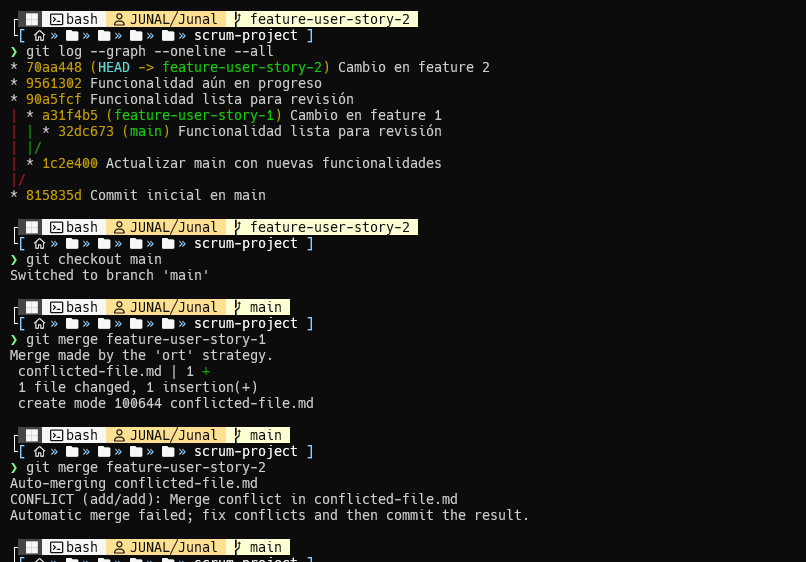 bash JUNAL/Junal feature-user-story-2
[ » » » » » scrum-project ]
❯ git log --graph --oneline --all
* 70aa448 (HEAD -> feature-user-story-2) Cambio en feature 2
* 9561302 Funcionalidad aún en progreso
* 90a5fcf Funcionalidad lista para revisión
| * a31f4b5 (feature-user-story-1) Cambio en feature 1
| | * 32dc673 (main) Funcionalidad lista para revisión
| |/
| * 1c2e400 Actualizar main con nuevas funcionalidades
|/
* 815835d Commit inicial en main
bash JUNAL/Junal feature-user-story-2
[ » » » » » scrum-project ]
❯ git checkout main
Switched to branch 'main'
bash JUNAL/Junal main
[ » » » » » scrum-project ]
❯ git merge feature-user-story-1
Merge made by the 'ort' strategy.
conflicted-file.md | 1 +
1 file changed, 1 insertion(+)
create mode 100644 conflicted-file.md
bash JUNAL/Junal main
[ » » » » » scrum-project ]
❯ git merge feature-user-story-2
Auto-merging conflicted-file.md
CONFLICT (add/add): Merge conflict in conflicted-file.md
Automatic merge failed; fix conflicts and then commit the result.
bash JUNAL/Junal main
[ » » » » » scrum-project ]